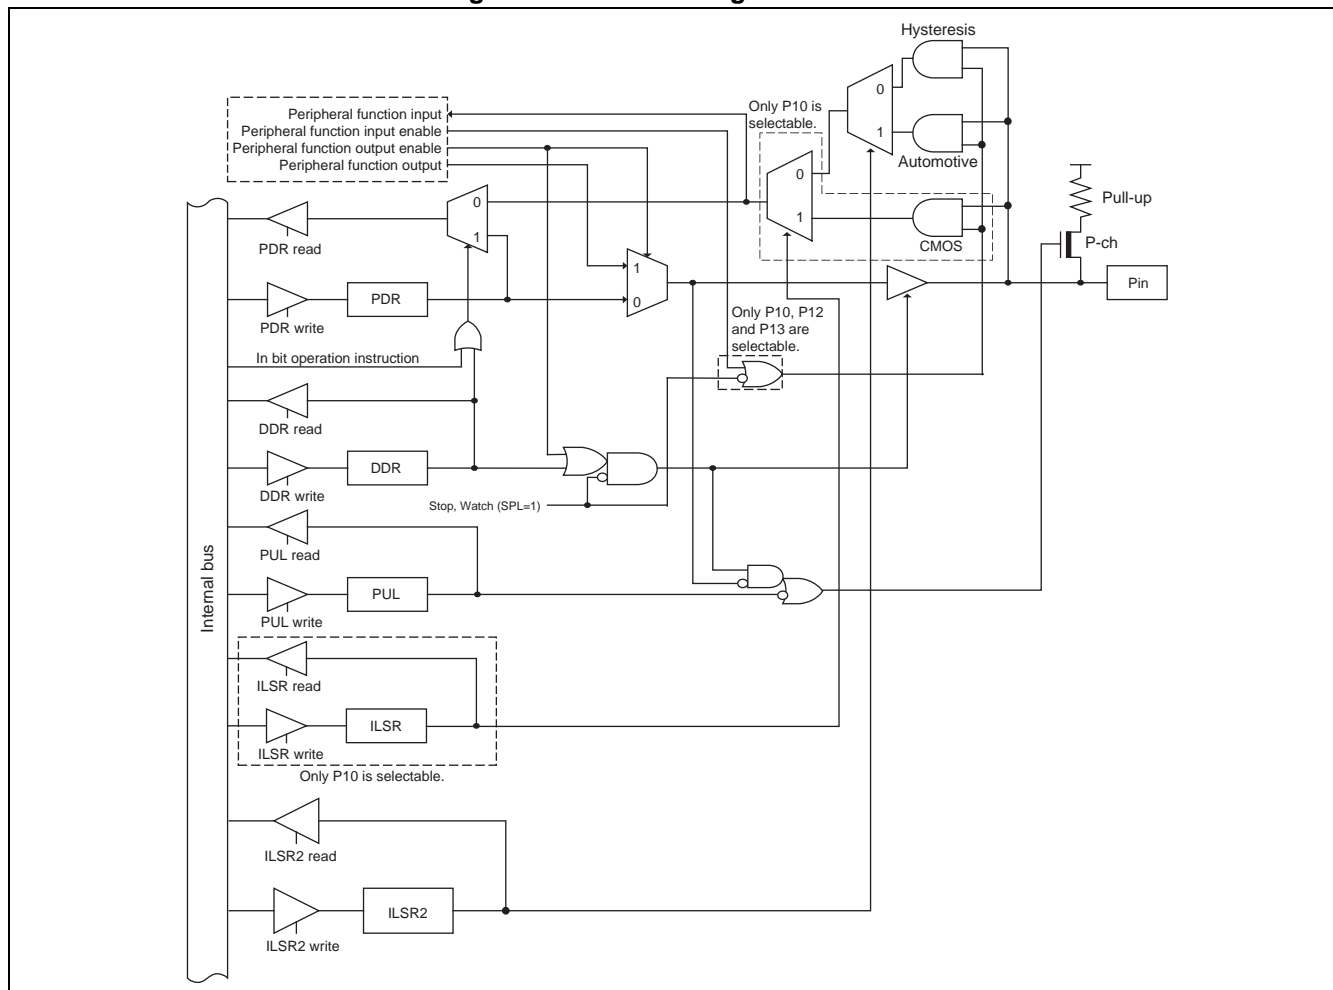 Hysteresis
0
1
Automotive
Only P10 is
selectable.
0
1
CMOS
Pull-up
P-ch
Pin
Peripheral function input
Peripheral function input enable
Peripheral function output enable
Peripheral function output
0
1
PDR read
1
0
PDR
PDR write
Only P10, P12
and P13 are
selectable.
In bit operation instruction
DDR read
DDR
DDR write
Stop, Watch (SPL=1)
PUL read
Internal bus
PUL
PUL write
ILSR read
ILSR
ILSR write
Only P10 is selectable.
ILSR2 read
ILSR2
ILSR2 write